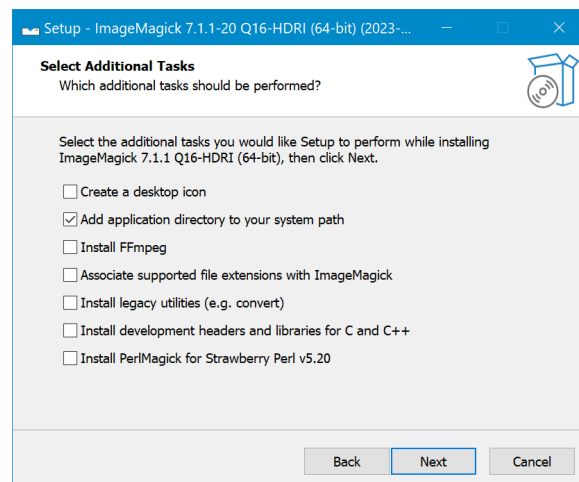 Setup - ImageMagick 7.1.1-20 Q16-HDRI (64-bit) (2023-...
Select Additional Tasks
Which additional tasks should be performed?
Select the additional tasks you would like Setup to perform while installing
ImageMagick 7.1.1 Q16-HDRI (64-bit), then click Next.
Create a desktop icon
Add application directory to your system path
Install FFmpeg
Associate supported file extensions with ImageMagick
Install legacy utilities (e.g. convert)
Install development headers and libraries for C and C++
Install PerlMagick for Strawberry Perl v5.20
Back Next Cancel